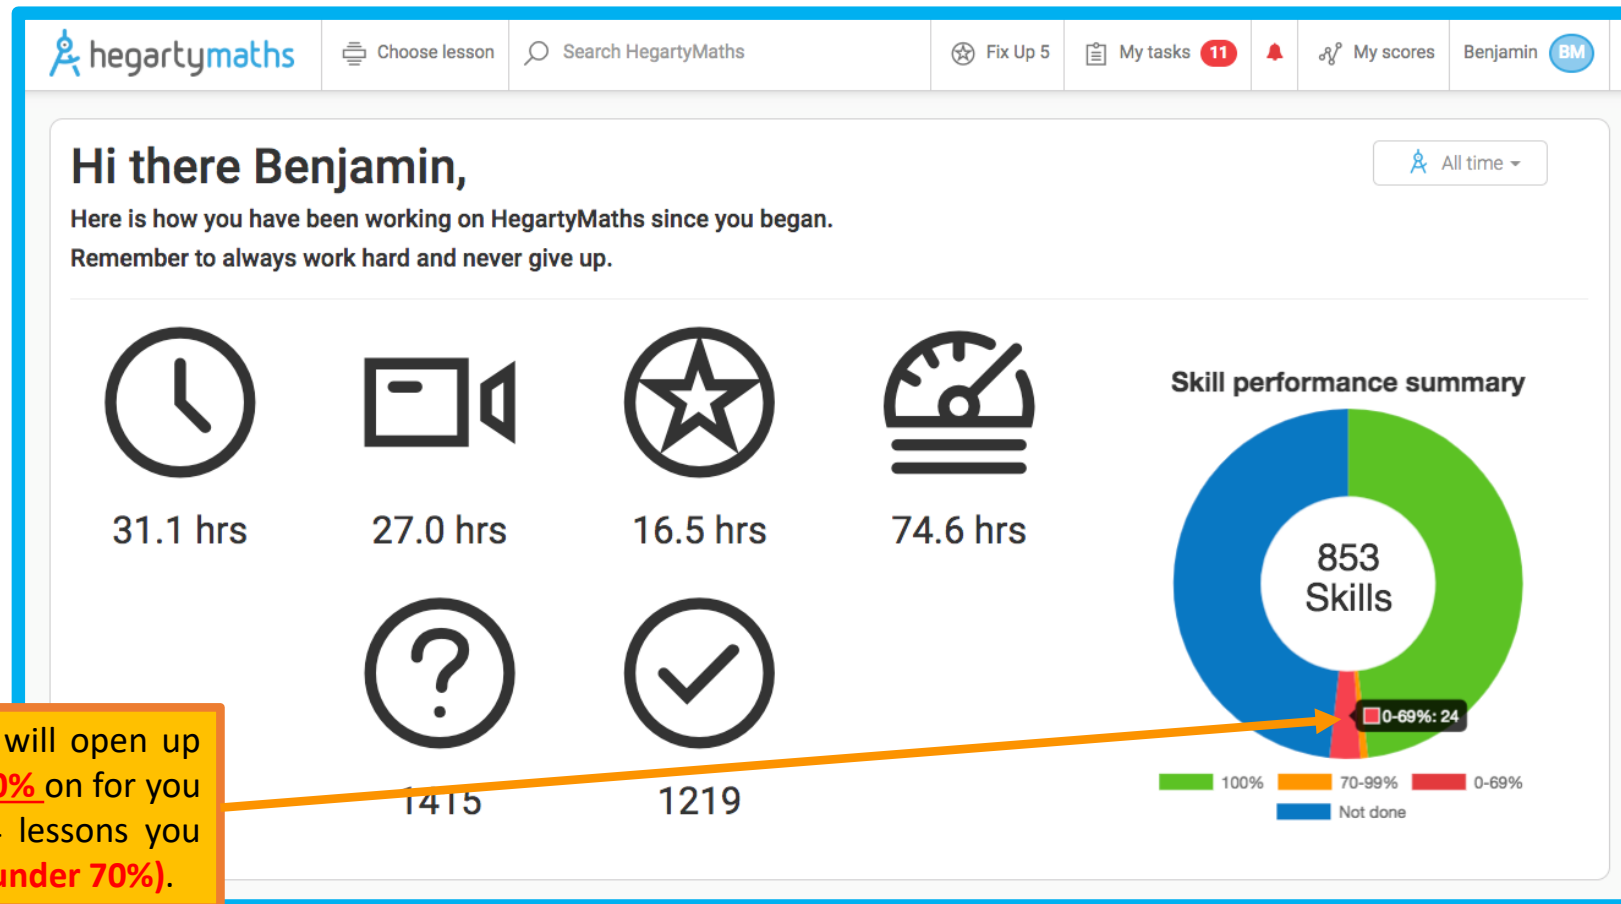 hegartymaths
Choose lesson
Search HegartyMaths
Fix Up 5
My tasks 11
My scores
Benjamin BM
Hi there Benjamin,
All time
Here is how you have been working on HegartyMaths since you began.
Remember to always work hard and never give up.
31.1 hrs
27.0 hrs
16.5 hrs
74.6 hrs
1415
1219
Skill performance summary
853
Skills
0-69%: 24
100% 70-99% 0-69%
Not done
will open up
0% on for you
lessons you
under 70%).